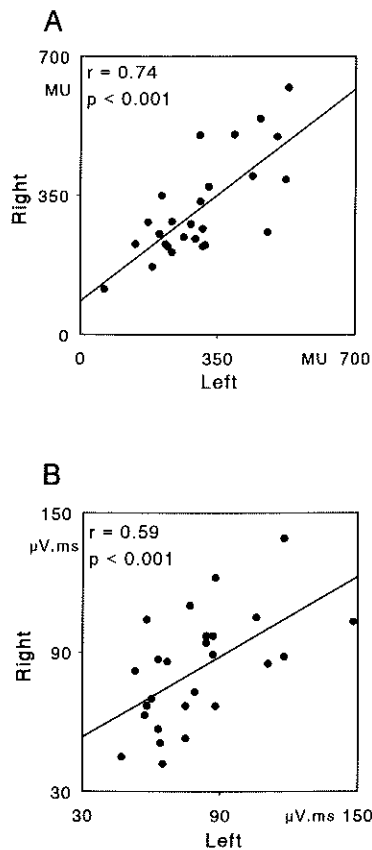 A
700
MU
r = 0.74
p < 0.001
Right
350
0
0 350 MU 700
Left
B
150
µV.ms
r = 0.59
p < 0.001
Right
90
30
30 90 µV.ms 150
Left